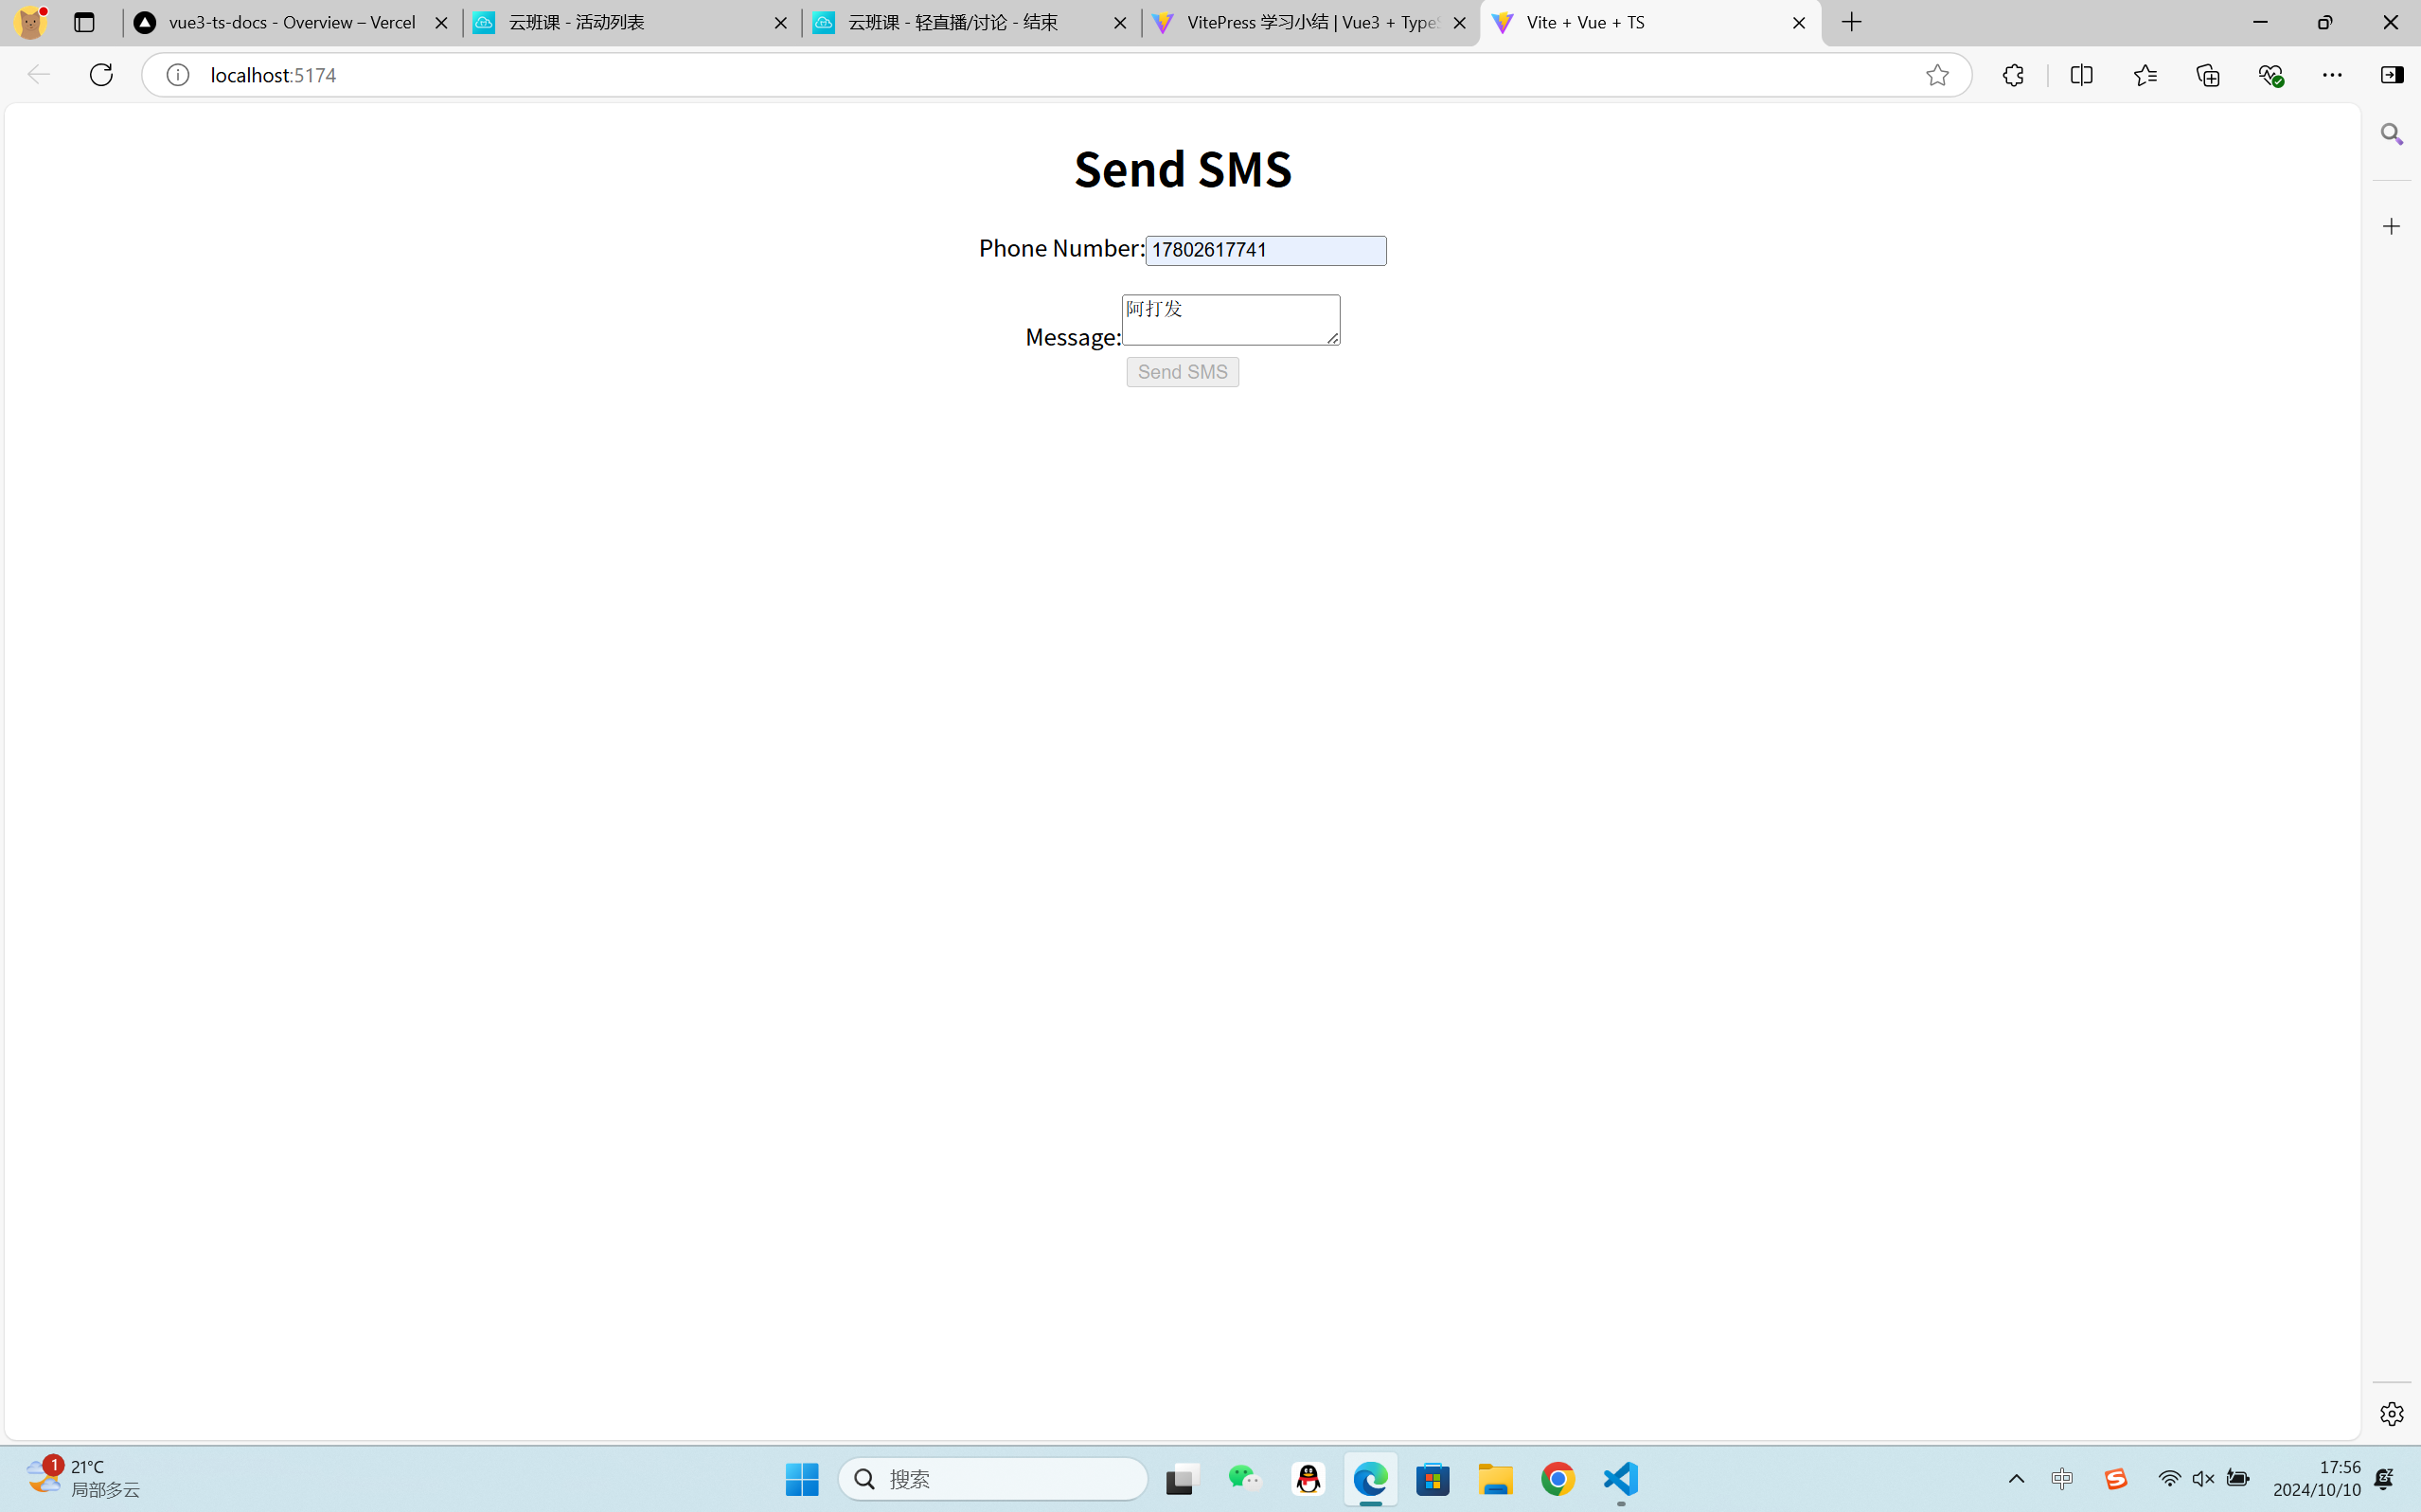 vue3-ts-docs - Overview – Vercel
云班课 - 活动列表
云班课 - 轻直播/讨论 - 结束
VitePress 学习小结 | Vue3 + Type
Vite + Vue + TS
localhost:5174
Send SMS
Phone Number:17802617741
阿打发
Message:
Send SMS
1
21°C
局部多云
搜索
中
17:56
2024/10/10